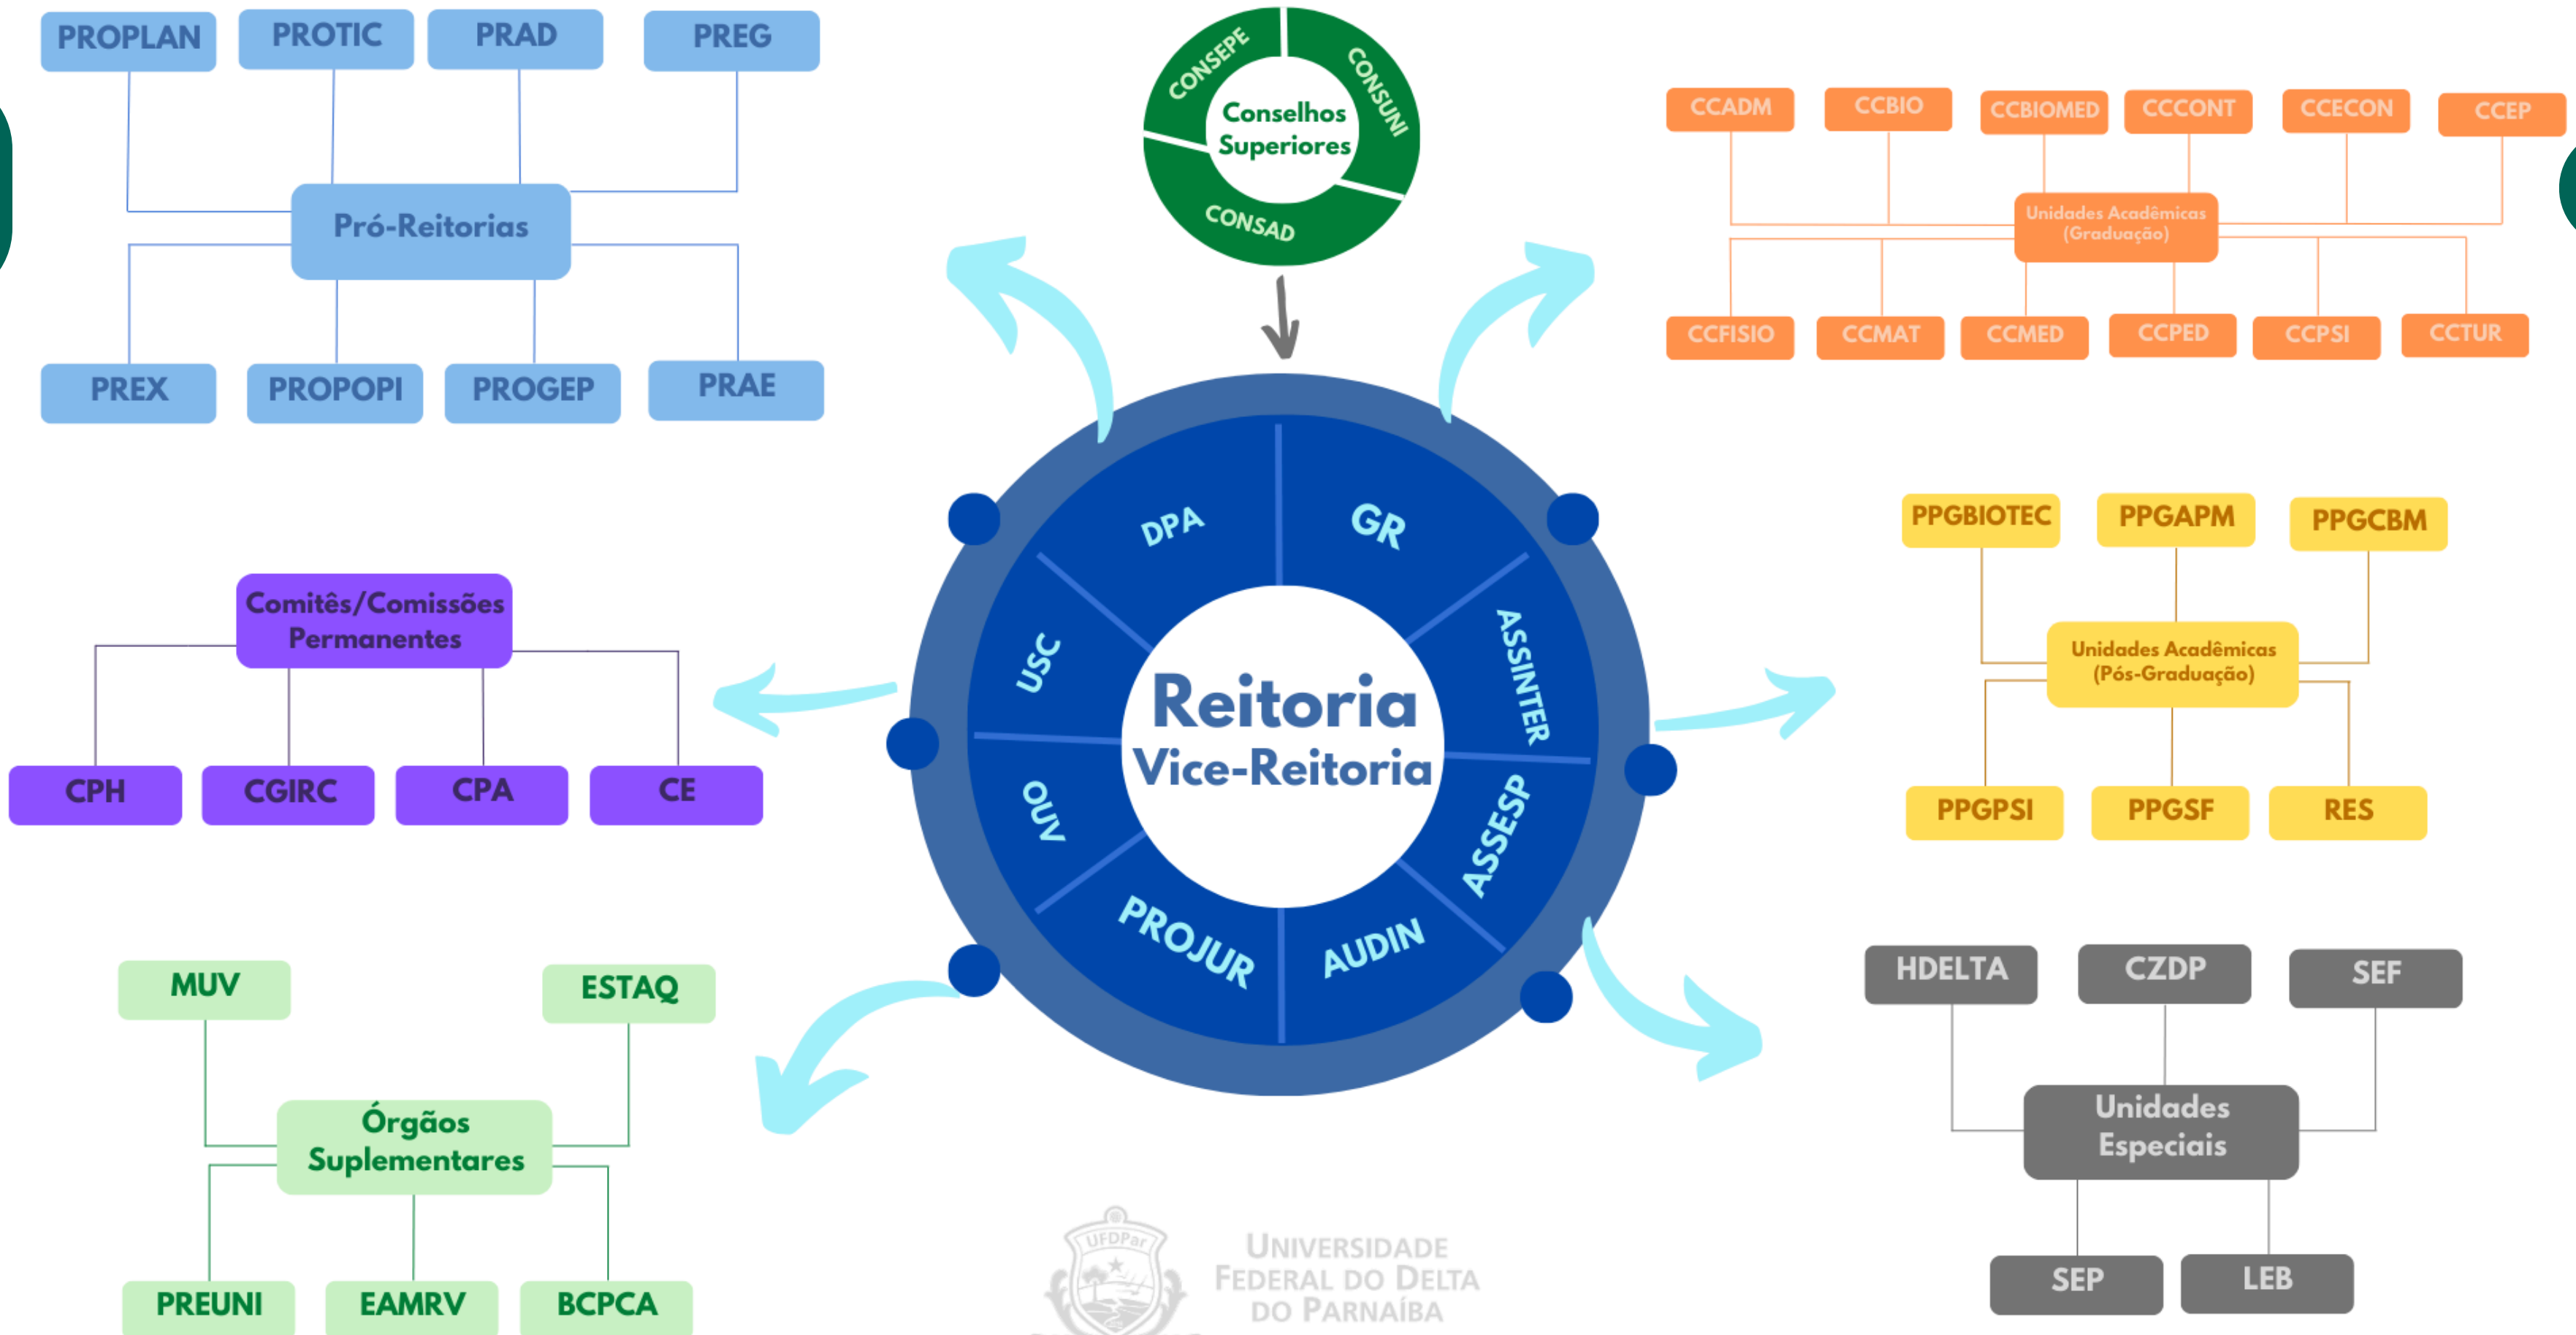 PROPLAN
PROTIC
PRAD
PREG
Pró-Reitorias
PREX
PROPOPI
PROGEP
PRAE
CONSEPE
CONSUNI
CONSAD
Conselhos
Superiores
CCADM
CCBIO
CCBIOMED
CCCONT
CCECON
CCEP
Unidades Acadêmicas
(Graduação)
CCFISIO
CCMAT
CCMED
CCPED
CCPSI
CCTUR
Comitês/Comissões
Permanentes
CPH
CGIRC
CPA
CE
DPA
GR
USC
ASSINTER
Reitoria
Vice-Reitoria
OUV
ASSESP
PROJUR
AUDIN
PPGBIOTEC
PPGAPM
PPGCBM
Unidades Acadêmicas
(Pós-Graduação)
PPGPSI
PPGSF
RES
MUV
ESTAQ
Órgãos
Suplementares
PREUNI
EAMRV
BCPCA
HDELTA
CZDP
SEF
Unidades
Especiais
SEP
LEB
UFDPar
UNIVERSIDADE
FEDERAL DO DELTA
DO PARNAÍBA